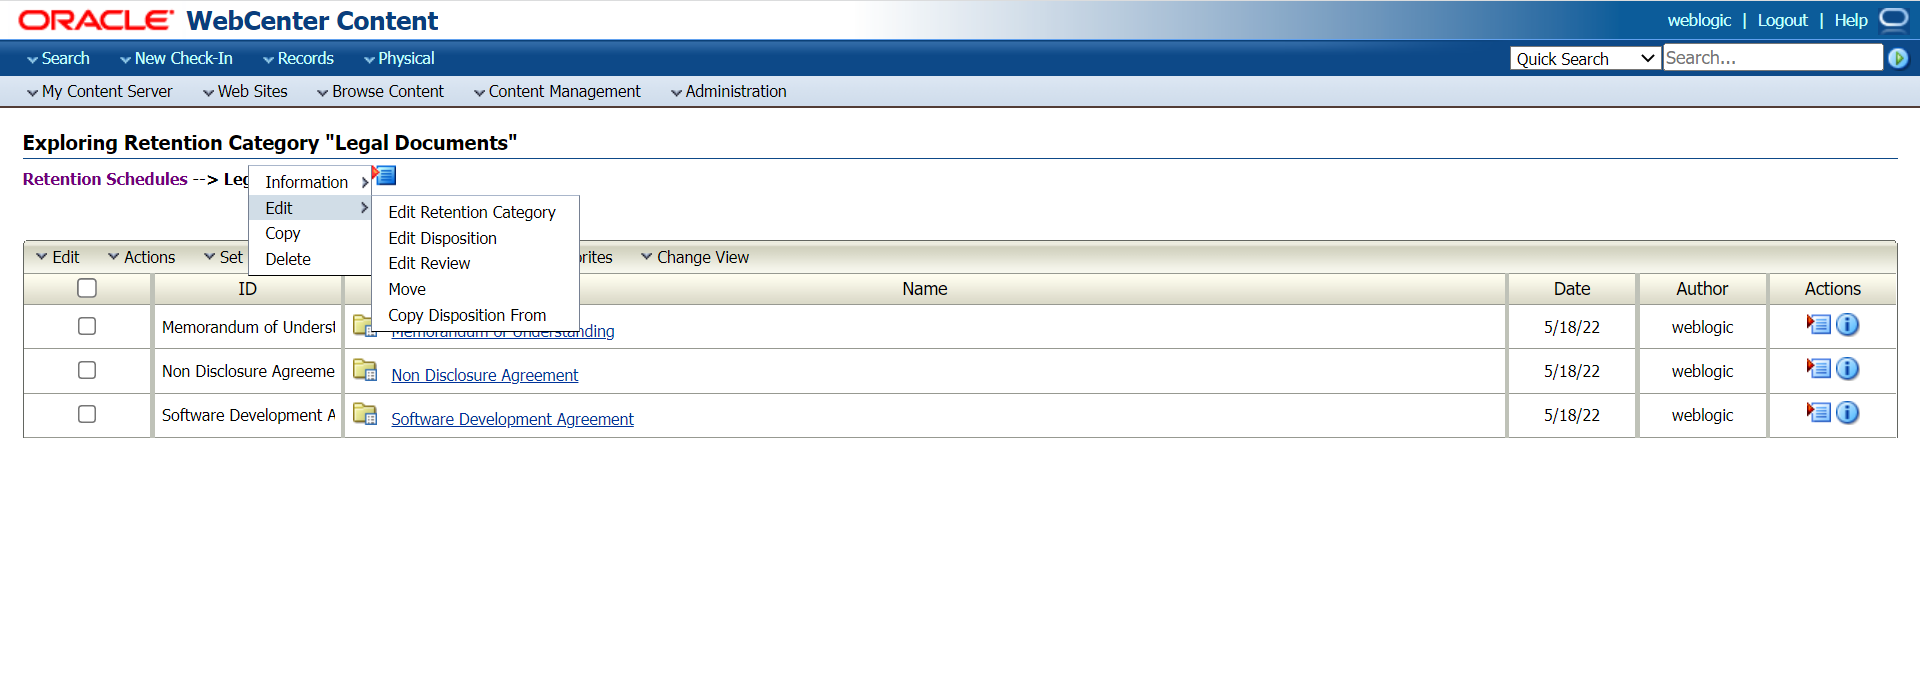 ORACLE WebCenter Content
weblogic | Logout | Help
Search New Check-In Records Physical
Quick Search Search...
My Content Server Web Sites Browse Content Content Management Administration
Exploring Retention Category "Legal Documents"
Retention Schedules --> Leg
Information
Edit
Copy
Delete
Edit Retention Category
Edit Disposition
Edit Review
Move
Copy Disposition From
Edit Actions Set orites Change View
ID Name Date Author Actions
Memorandum of Underst Memorandum of Understanding 5/18/22 weblogic
Non Disclosure Agreeme Non Disclosure Agreement 5/18/22 weblogic
Software Development A Software Development Agreement 5/18/22 weblogic